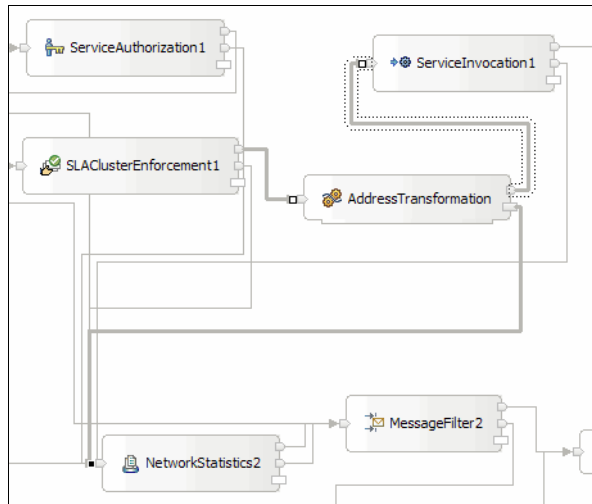 ServiceAuthorization1
ServiceInvocation1
SLAClusterEnforcement1
AddressTransformation
MessageFilter2
NetworkStatistics2